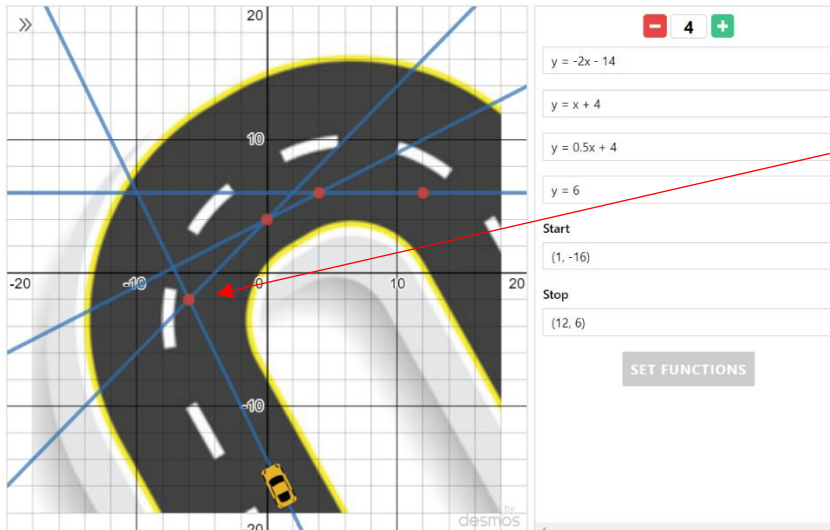 »
20
10
-20
-10
0
10
20
-10
-20
by
desmos
4
y = -2x - 14
y = x + 4
y = 0.5x + 4
y = 6
Start
(1, -16)
Stop
(12, 6)
SET FUNCTIONS